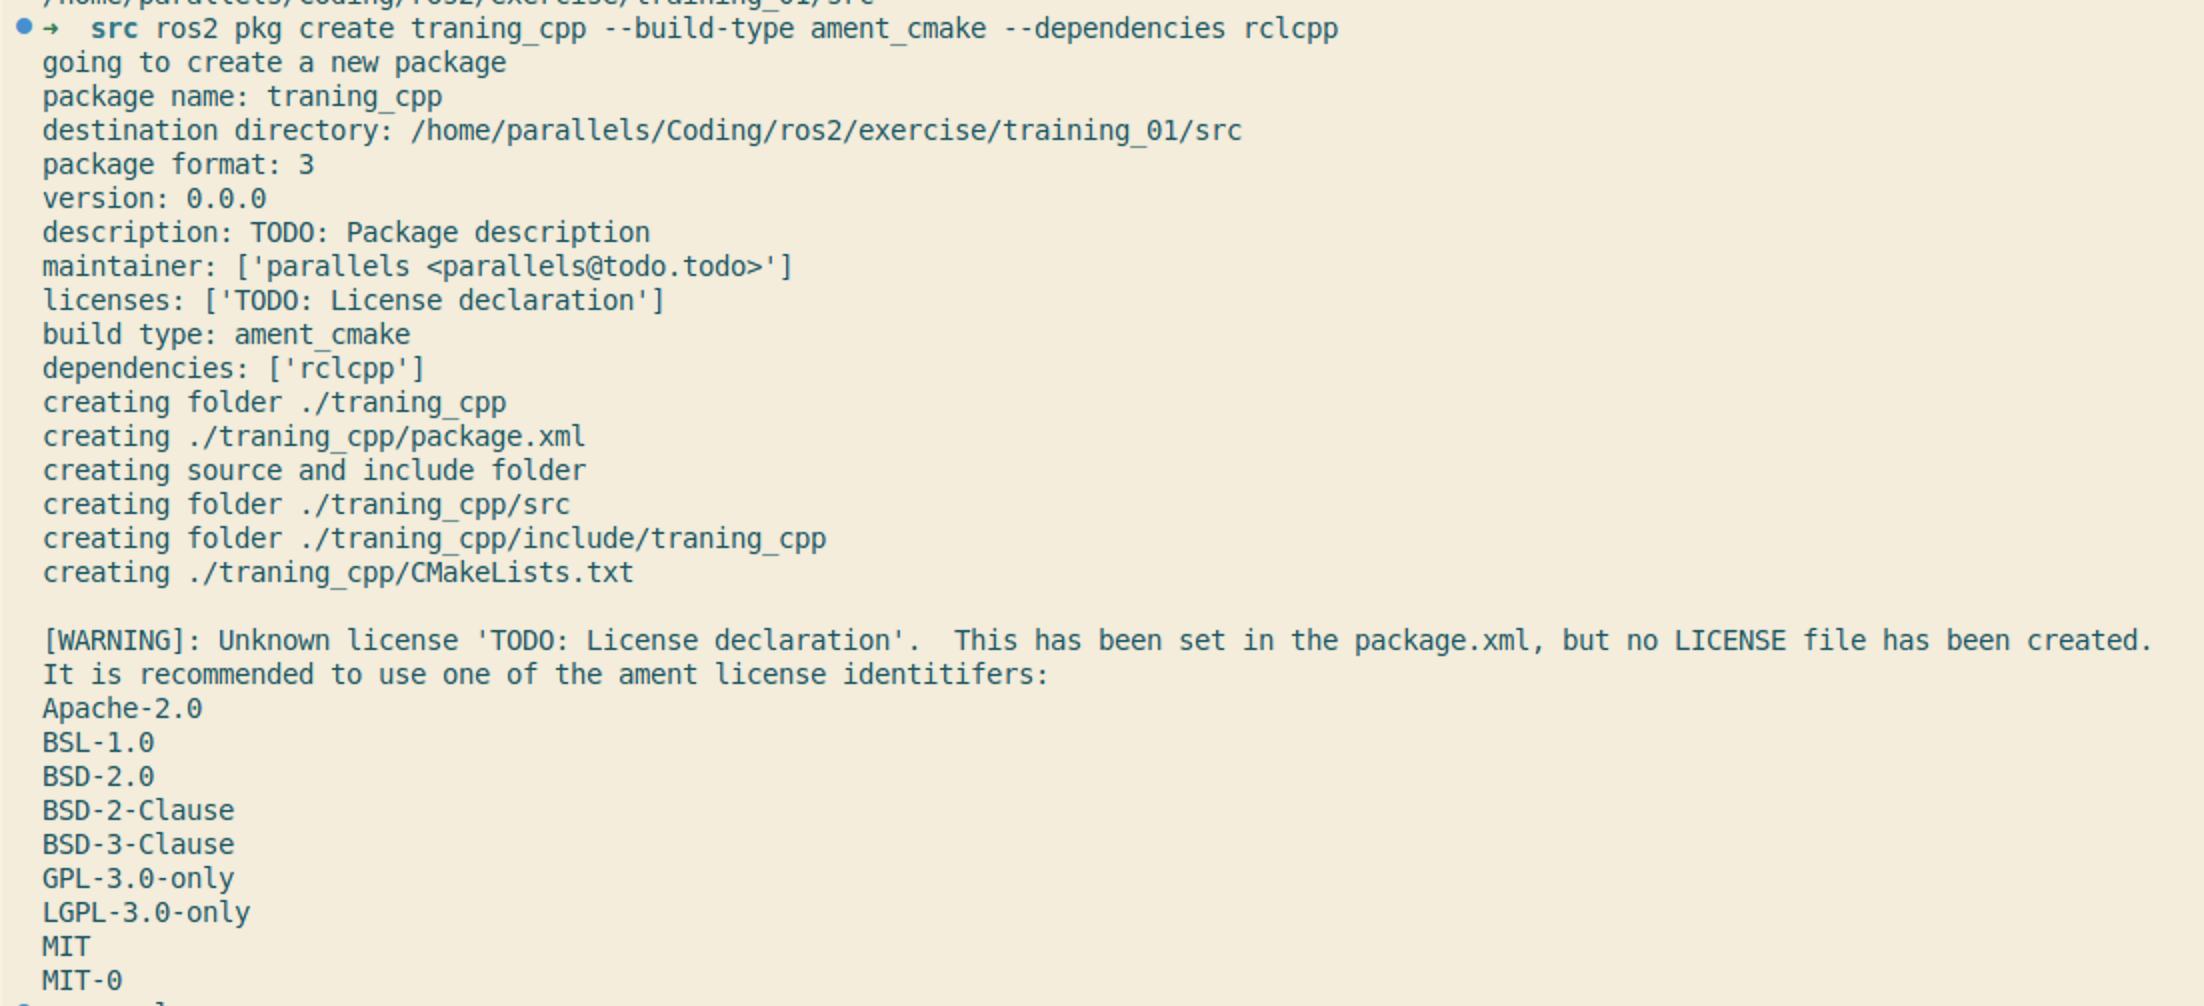 /home/parallels/Coding/ros2/exercise/training_01/src
➜  src ros2 pkg create traning_cpp --build-type ament_cmake --dependencies rclcpp
going to create a new package
package name: traning_cpp
destination directory: /home/parallels/Coding/ros2/exercise/training_01/src
package format: 3
version: 0.0.0
description: TODO: Package description
maintainer: ['parallels <parallels@todo.todo>']
licenses: ['TODO: License declaration']
build type: ament_cmake
dependencies: ['rclcpp']
creating folder ./traning_cpp
creating ./traning_cpp/package.xml
creating source and include folder
creating folder ./traning_cpp/src
creating folder ./traning_cpp/include/traning_cpp
creating ./traning_cpp/CMakeLists.txt
[WARNING]: Unknown license 'TODO: License declaration'.  This has been set in the package.xml, but no LICENSE file has been created.
It is recommended to use one of the ament license identitifers:
Apache-2.0
BSL-1.0
BSD-2.0
BSD-2-Clause
BSD-3-Clause
GPL-3.0-only
LGPL-3.0-only
MIT
MIT-0